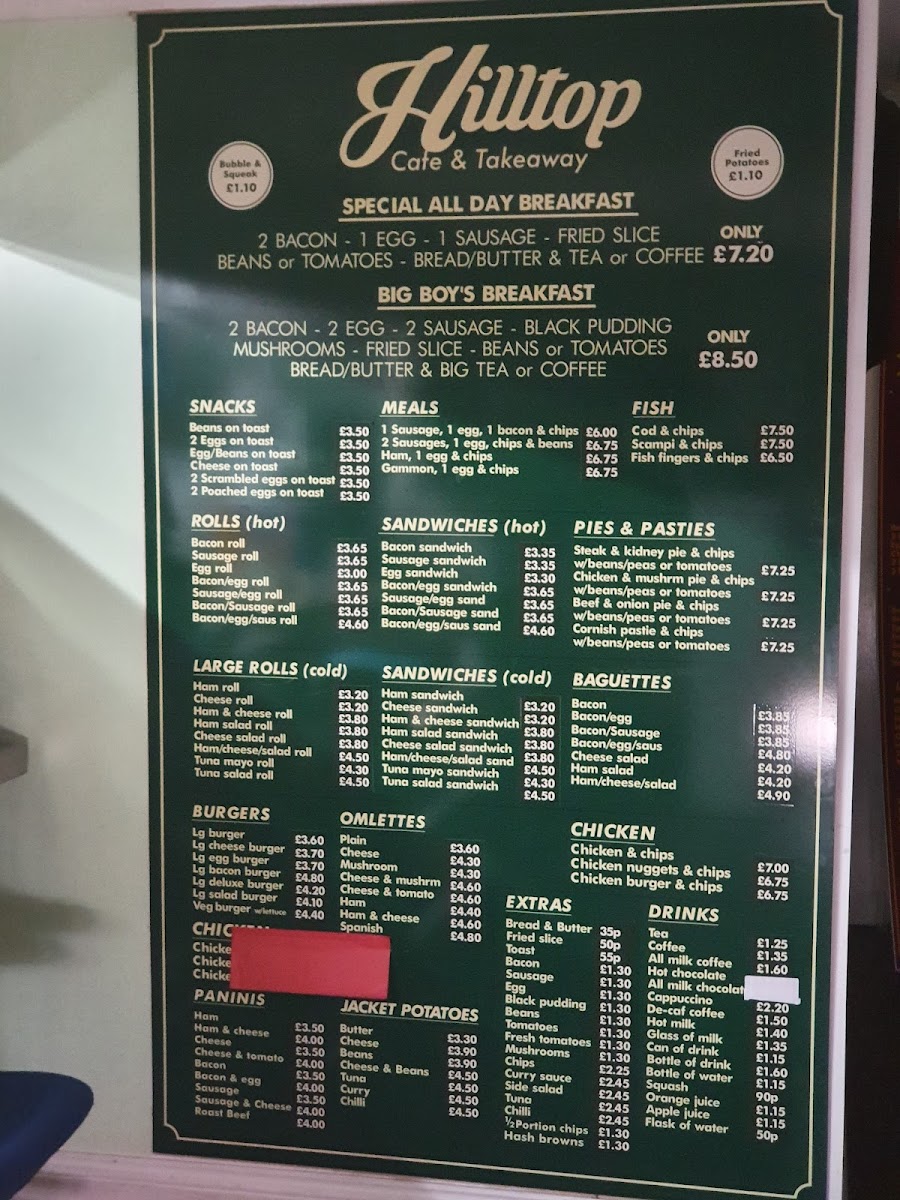 Hilltop
Cafe & Takeaway
Bubble &
Squeak
£1.10
Fried
Potatoes
£1.10
SPECIAL ALL DAY BREAKFAST
2 BACON - 1 EGG - 1 SAUSAGE - FRIED SLICE
BEANS or TOMATOES - BREAD/BUTTER & TEA or COFFEE
ONLY
£7.20
BIG BOY'S BREAKFAST
2 BACON - 2 EGG - 2 SAUSAGE - BLACK PUDDING
MUSHROOMS - FRIED SLICE - BEANS or TOMATOES
BREAD/BUTTER & BIG TEA or COFFEE
ONLY
£8.50
SNACKS
Beans on toast £3.50
2 Eggs on toast £3.50
Egg/Beans on toast £3.50
Cheese on toast £3.50
2 Scrambled eggs on toast £3.50
2 Poached eggs on toast £3.50
MEALS
1 Sausage, 1 egg, 1 bacon & chips £6.00
2 Sausages, 1 egg, chips & beans £6.75
Ham, 1 egg & chips £6.75
Gammon, 1 egg & chips £6.75
FISH
Cod & chips £7.50
Scampi & chips £7.50
Fish fingers & chips £6.50
ROLLS (hot)
Bacon roll £3.65
Sausage roll £3.65
Egg roll £3.00
Bacon/egg roll £3.65
Sausage/egg roll £3.65
Bacon/Sausage roll £3.65
Bacon/egg/saus roll £4.60
SANDWICHES (hot)
Bacon sandwich £3.35
Sausage sandwich £3.35
Egg sandwich £3.30
Bacon/egg sandwich £3.65
Sausage/egg sand £3.65
Bacon/Sausage sand £3.65
Bacon/egg/saus sand £4.60
PIES & PASTIES
Steak & kidney pie & chips
w/beans/peas or tomatoes £7.25
Chicken & mushrm pie & chips
w/beans/peas or tomatoes £7.25
Beef & onion pie & chips
w/beans/peas or tomatoes £7.25
Cornish pastie & chips
w/beans/peas or tomatoes £7.25
LARGE ROLLS (cold)
Ham roll £3.20
Cheese roll £3.20
Ham & cheese roll £3.80
Ham salad roll £3.80
Cheese salad roll £3.80
Ham/cheese/salad roll £4.50
Tuna mayo roll £4.30
Tuna salad roll £4.50
SANDWICHES (cold)
Ham sandwich £3.20
Cheese sandwich £3.20
Ham & cheese sandwich £3.80
Ham salad sandwich £3.80
Cheese salad sandwich £3.80
Ham/cheese/salad sand £4.50
Tuna mayo sandwich £4.30
Tuna salad sandwich £4.50
BAGUETTES
Bacon £3.85
Bacon/egg £3.85
Bacon/Sausage £3.85
Bacon/egg/saus £4.80
Cheese salad £4.20
Ham salad £4.20
Ham/cheese/salad £4.90
BURGERS
Lg burger £3.60
Lg cheese burger £3.70
Lg egg burger £3.70
Lg bacon burger £4.80
Lg deluxe burger £4.20
Lg salad burger £4.10
Veg burger w/lettuce £4.40
OMLETTES
Plain £3.60
Cheese £4.30
Mushroom £4.30
Cheese & mushrm £4.60
Cheese & tomato £4.60
Ham £4.40
Ham & cheese £4.60
Spanish £4.80
CHICKEN
Chicken & chips £7.00
Chicken nuggets & chips £6.75
Chicken burger & chips £6.75
CHICKEN
Chicke
Chicke
Chicke
PANINIS
Ham £3.50
Ham & cheese £4.00
Cheese £3.50
Cheese & tomato £4.00
Bacon £3.50
Bacon & egg £4.00
Sausage £3.50
Sausage & Cheese £4.00
Roast Beef £4.00
JACKET POTATOES
Butter £3.30
Cheese £3.90
Beans £3.90
Cheese & Beans £4.50
Tuna £4.50
Curry £4.50
Chilli £4.50
EXTRAS
Bread & Butter 35p
Fried slice 50p
Toast 55p
Bacon £1.30
Sausage £1.30
Egg £1.30
Black pudding £1.30
Beans £1.30
Tomatoes £1.30
Fresh tomatoes £1.30
Mushrooms £1.30
Chips £2.25
Curry sauce £2.45
Side salad £2.45
Tuna £2.45
Chilli £2.45
½ Portion chips £1.30
Hash browns £1.30
DRINKS
Tea £1.25
Coffee £1.35
All milk coffee £1.60
Hot chocolate
All milk chocolat £2.20
Cappuccino £1.50
De-caf coffee £1.40
Hot milk £1.35
Glass of milk £1.15
Can of drink £1.60
Bottle of drink £1.15
Bottle of water 90p
Squash £1.15
Orange juice £1.15
Apple juice 50p
Flask of water